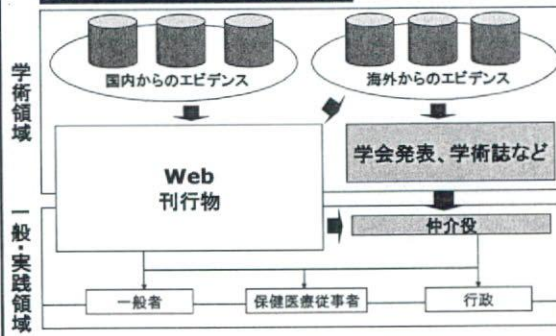 学術領域
国内からのエビデンス
海外からのエビデンス
Web
刊行物
学会発表、学術誌など
一般・実践領域
仲介役
一般者
保健医療従事者
行政